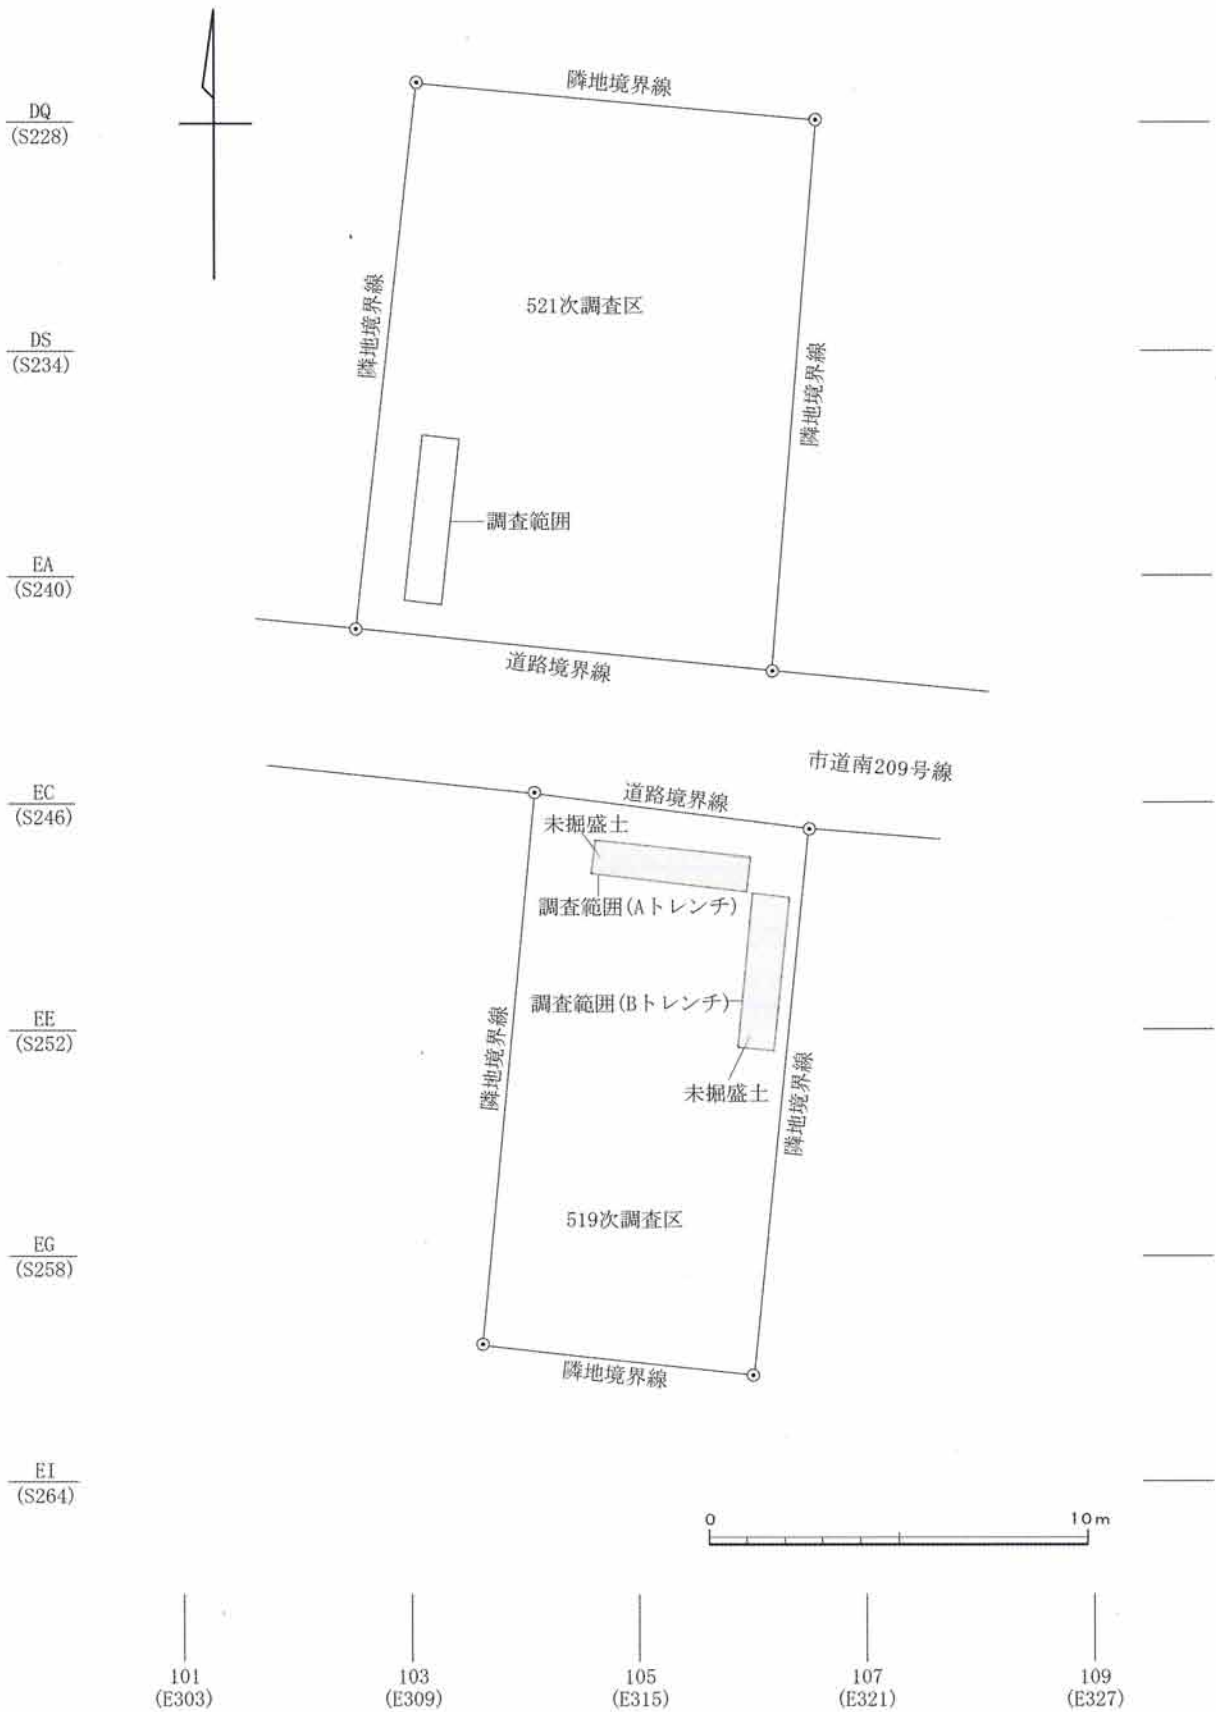 隣地境界線
DQ
(S228)
隣地境界線
521次調査区
DS
(S234)
隣地境界線
調査範囲
EA
(S240)
道路境界線
市道南209号線
EC
(S246)
道路境界線
未掘盛土
調査範囲(Aトレンチ)
調査範囲(Bトレンチ)
EE
(S252)
隣地境界線
隣地境界線
未掘盛土
519次調査区
EG
(S258)
隣地境界線
EI
(S264)
0 10m
101 103 105 107 109
(E303) (E309) (E315) (E321) (E327)